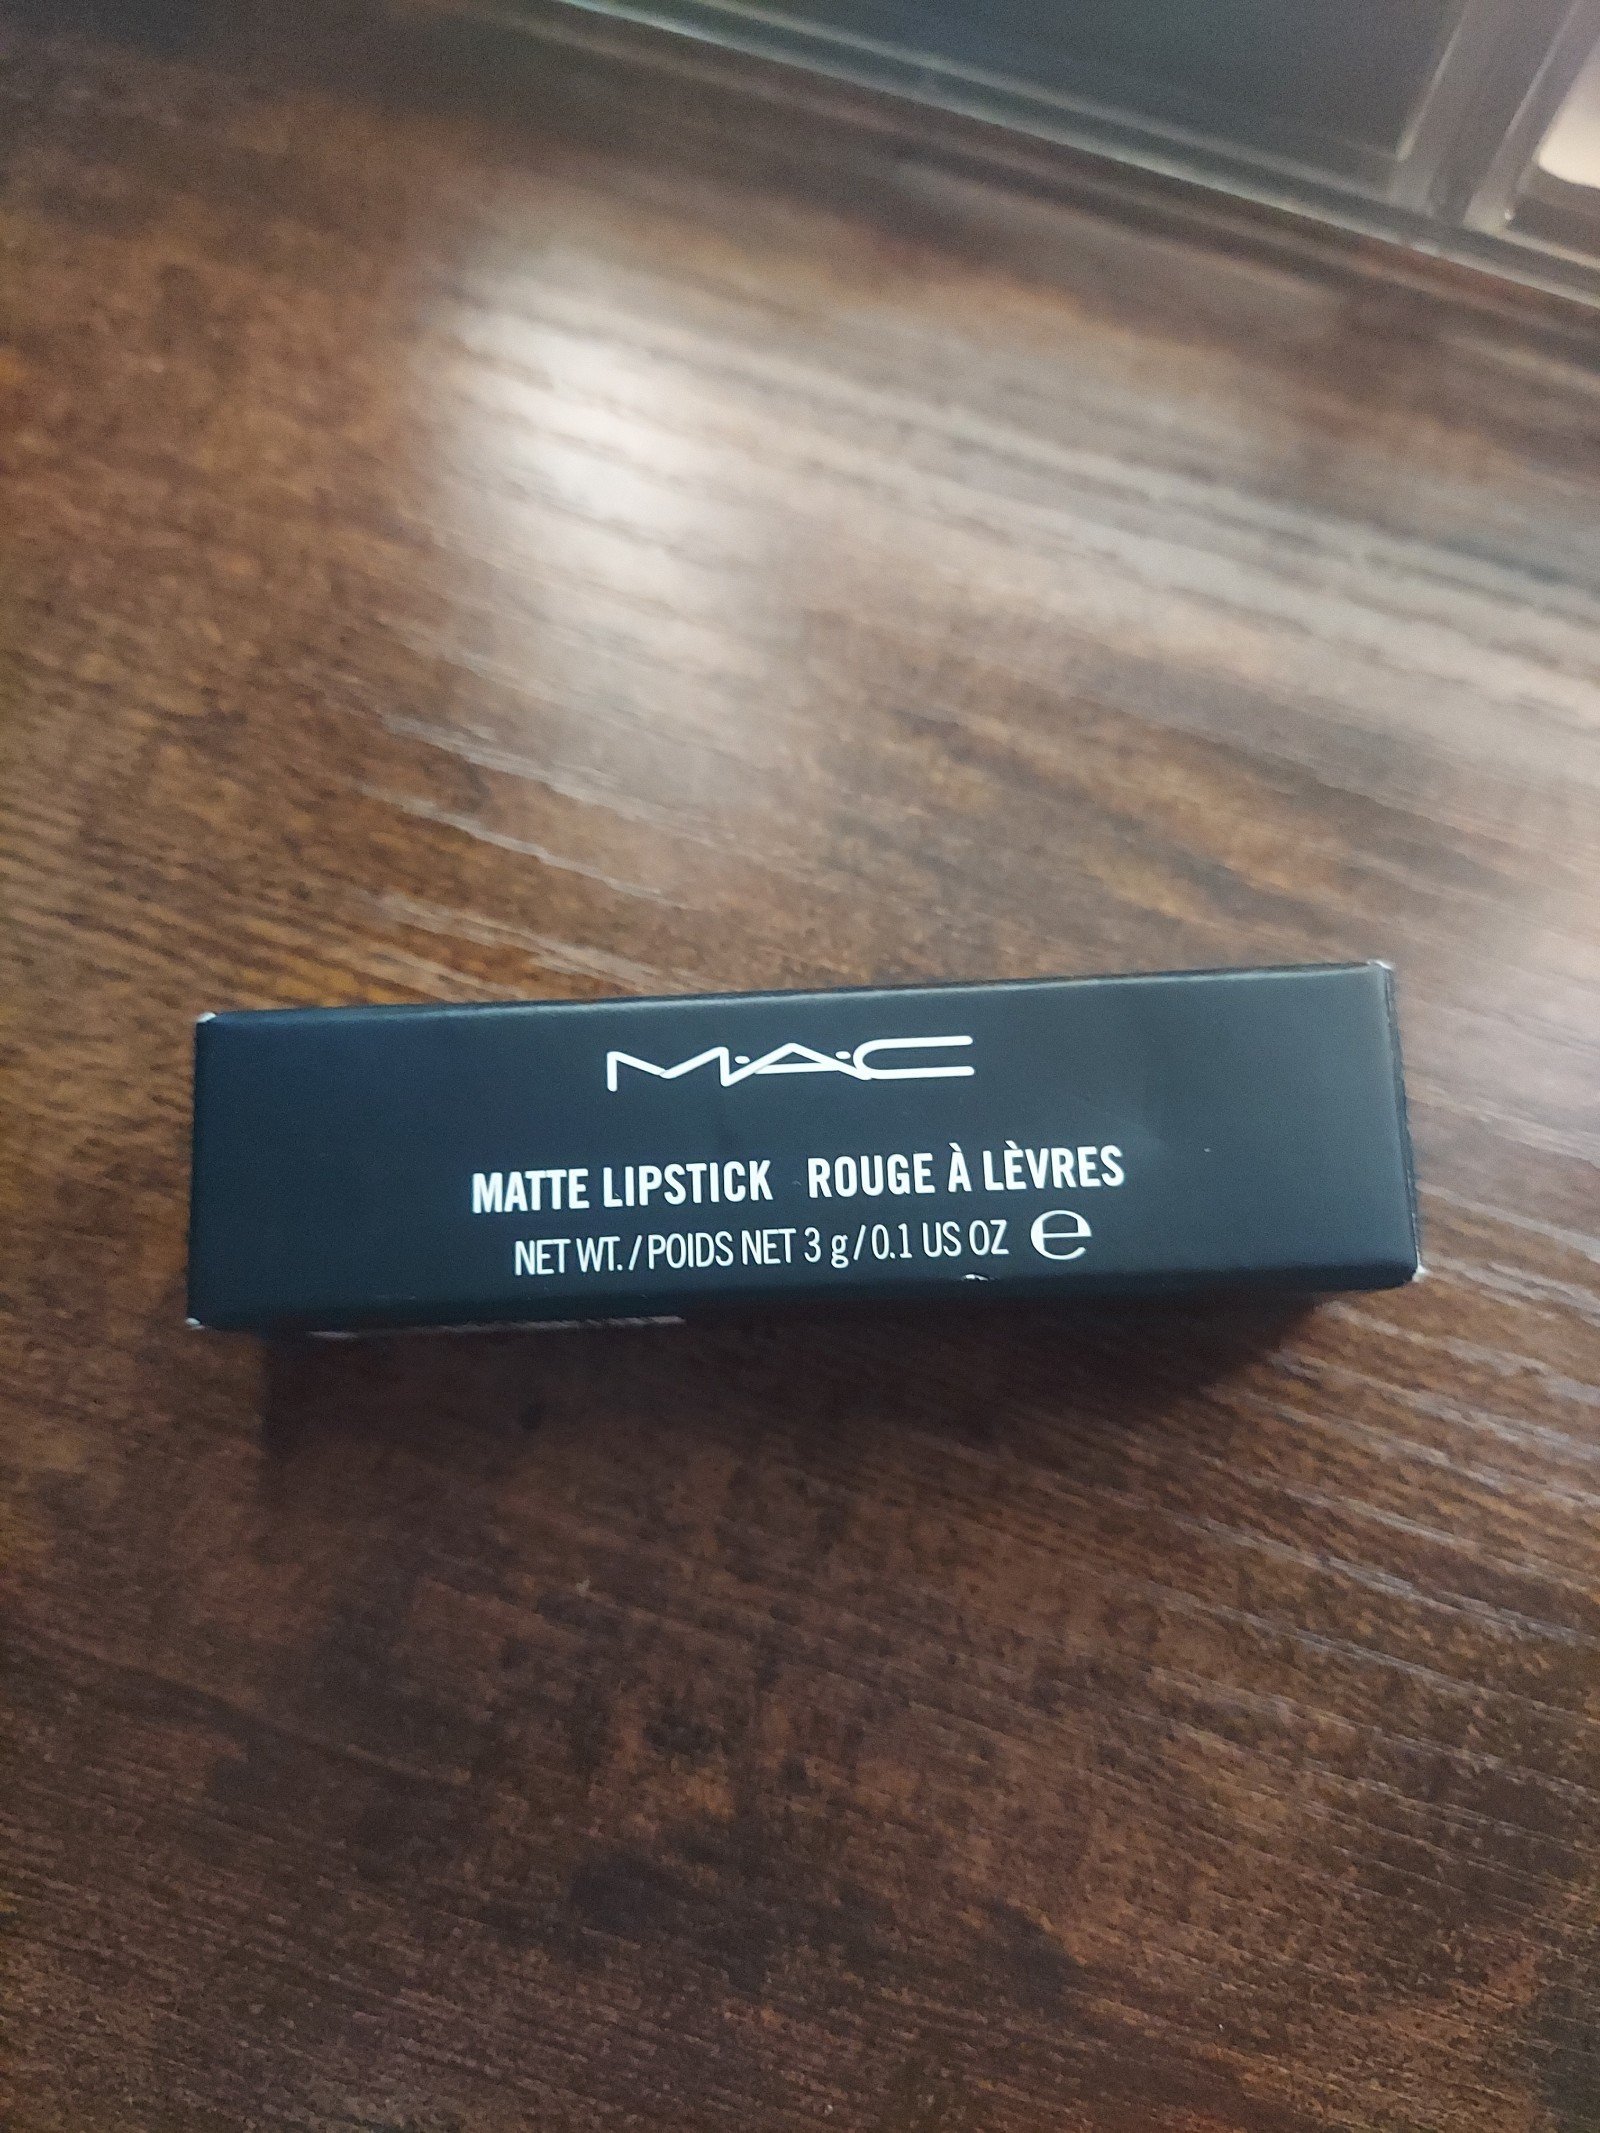 M·A·C
MATTE LIPSTICK ROUGE À LÈVRES
NET WT. / POIDS NET 3 g / 0.1 US OZ ℮